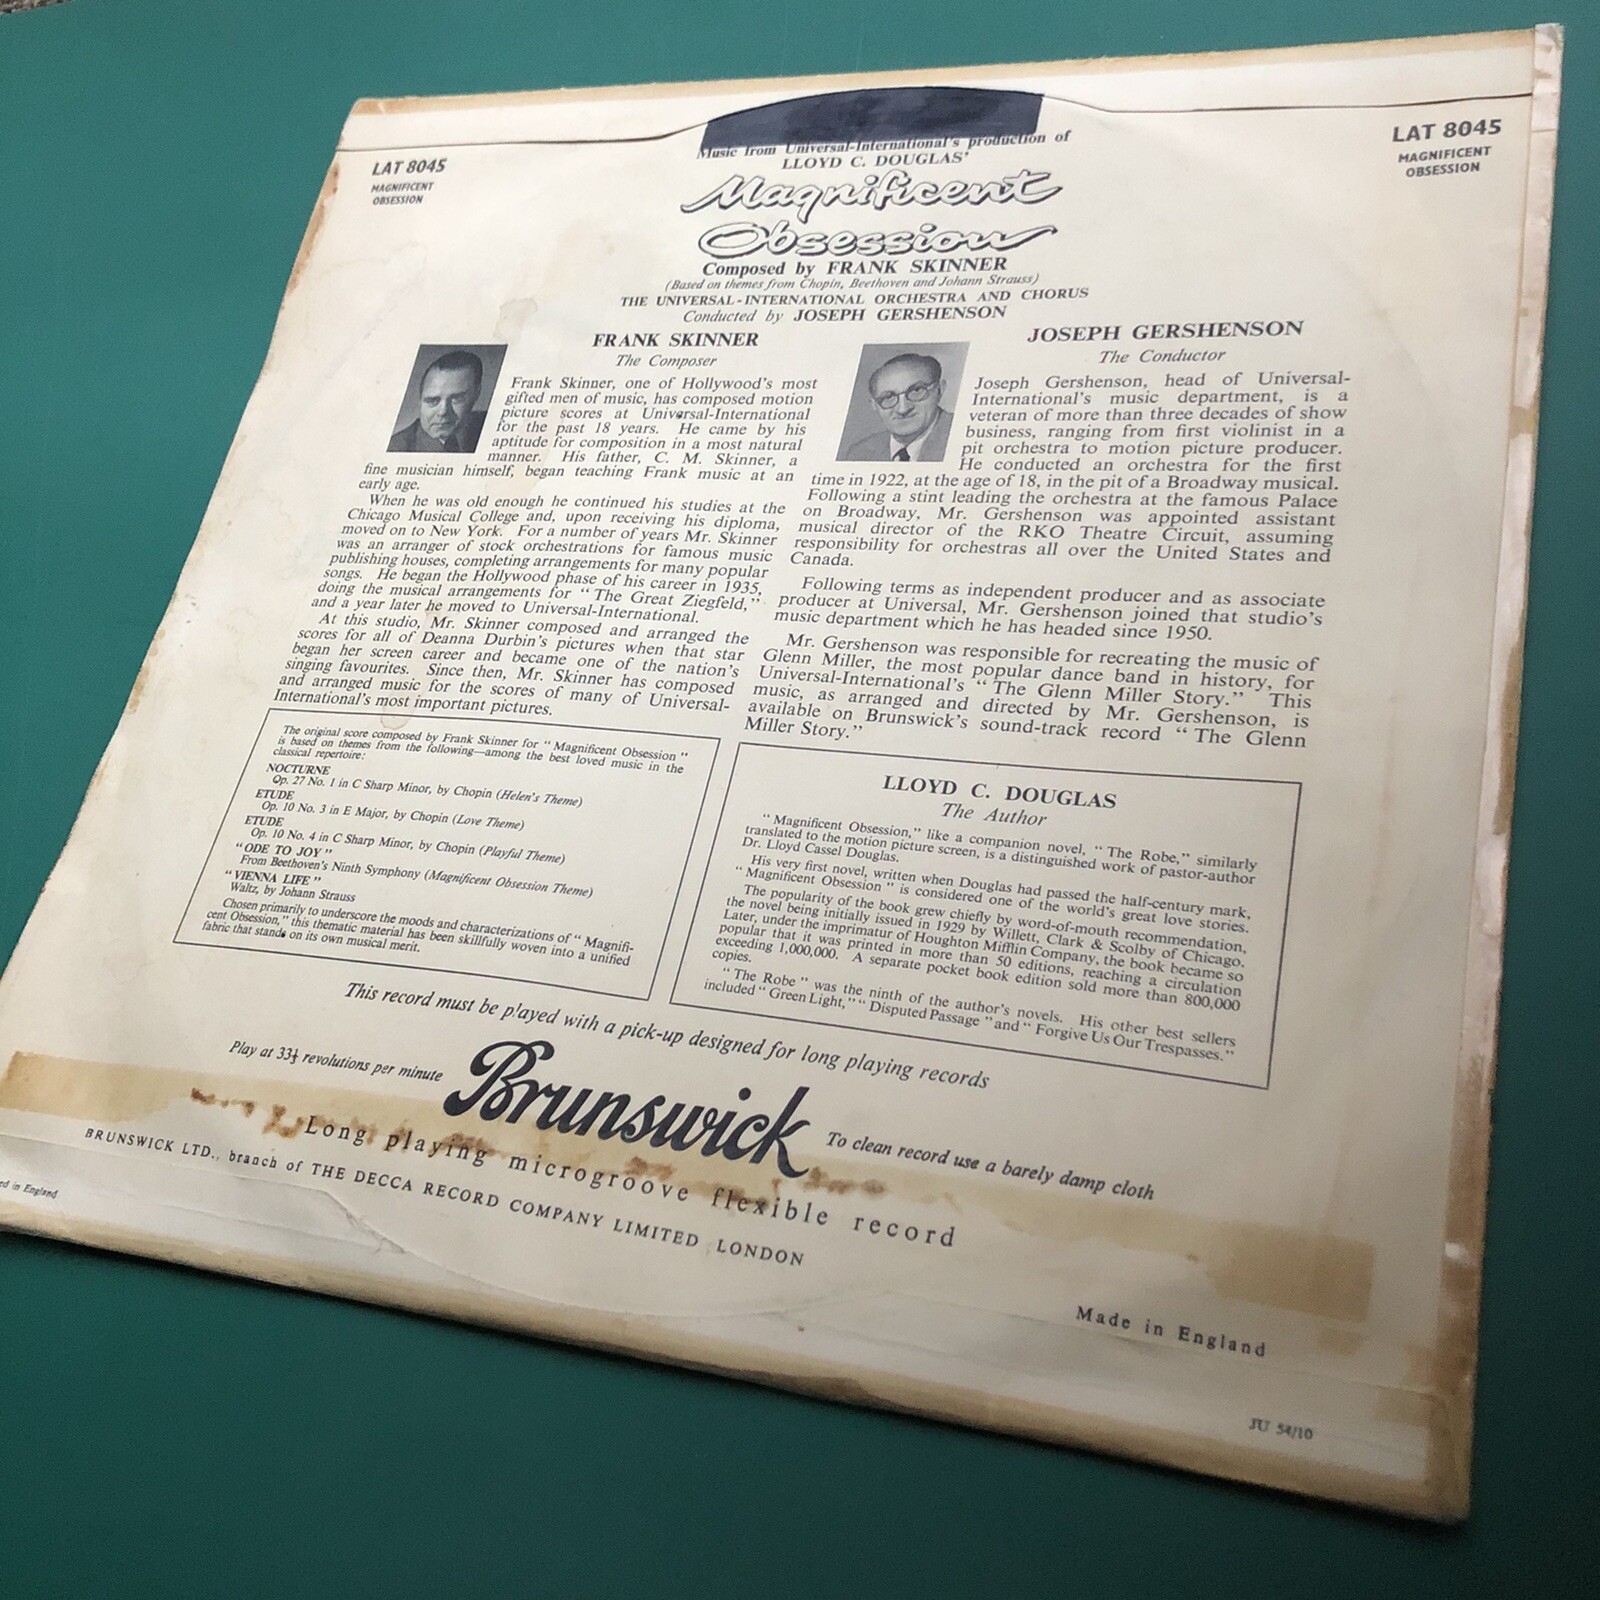 LAT 8045
MAGNIFICENT
OBSESSION
Music from Universal-International's production of
LLOYD C. DOUGLAS'
Magnificent
Obsession
Composed by FRANK SKINNER
(Based on themes from Chopin, Beethoven and Johann Strauss)
THE UNIVERSAL-INTERNATIONAL ORCHESTRA AND CHORUS
Conducted by JOSEPH GERSHENSON
LAT 8045
MAGNIFICENT
OBSESSION
FRANK SKINNER
The Composer
Frank Skinner, one of Hollywood's most
gifted men of music, has composed motion
picture scores at Universal-International
for the past 18 years. He came by his
aptitude for composition in a most natural
manner. His father, C. M. Skinner, a
fine musician himself, began teaching Frank music at an
early age.
When he was old enough he continued his studies at the
Chicago Musical College and, upon receiving his diploma,
moved on to New York. For a number of years Mr. Skinner
was an arranger of stock orchestrations for famous music
publishing houses, completing arrangements for many popular
songs. He began the Hollywood phase of his career in 1935,
doing the musical arrangements for "The Great Ziegfeld,"
and a year later he moved to Universal-International.
At this studio, Mr. Skinner composed and arranged the
scores for all of Deanna Durbin's pictures when that star
began her screen career and became one of the nation's
singing favourites. Since then, Mr. Skinner has composed
and arranged music for the scores of many of Universal-
International's most important pictures.
JOSEPH GERSHENSON
The Conductor
Joseph Gershenson, head of Universal-
International's music department, is a
veteran of more than three decades of show
business, ranging from first violinist in a
pit orchestra to motion picture producer.
He conducted an orchestra for the first
time in 1922, at the age of 18, in the pit of a Broadway musical.
Following a stint leading the orchestra at the famous Palace
on Broadway, Mr. Gershenson was appointed assistant
musical director of the RKO Theatre Circuit, assuming
responsibility for orchestras all over the United States and
Canada.
Following terms as independent producer and as associate
producer at Universal, Mr. Gershenson joined that studio's
music department which he has headed since 1950.
Mr. Gershenson was responsible for recreating the music of
Glenn Miller, the most popular dance band in history, for
Universal-International's "The Glenn Miller Story." This
music, as arranged and directed by Mr. Gershenson, is
available on Brunswick's sound-track record "The Glenn
Miller Story."
The original score composed by Frank Skinner for "Magnificent Obsession"
is based on themes from the following—among the best loved music in the
classical repertoire:
NOCTURNE
Op. 27 No. 1 in C Sharp Minor, by Chopin (Helen's Theme)
ETUDE
Op. 10 No. 3 in E Major, by Chopin (Love Theme)
ETUDE
Op. 10 No. 4 in C Sharp Minor, by Chopin (Playful Theme)
"ODE TO JOY"
From Beethoven's Ninth Symphony (Magnificent Obsession Theme)
"VIENNA LIFE"
Waltz, by Johann Strauss
Chosen primarily to underscore the moods and characterizations of "Magnifi-
cent Obsession," this thematic material has been skillfully woven into a unified
fabric that stands on its own musical merit.
LLOYD C. DOUGLAS
The Author
"Magnificent Obsession," like a companion novel, "The Robe," similarly
translated to the motion picture screen, is a distinguished work of pastor-author
Dr. Lloyd Cassel Douglas.
His very first novel, written when Douglas had passed the half-century mark,
"Magnificent Obsession" is considered one of the world's great love stories.
The popularity of the book grew chiefly by word-of-mouth recommendation,
the novel being initially issued in 1929 by Willett, Clark & Scolby of Chicago.
Later, under the imprimatur of Houghton Mifflin Company, the book became so
popular that it was printed in more than 50 editions, reaching a circulation
exceeding 1,000,000. A separate pocket book edition sold more than 800,000
copies.
"The Robe" was the ninth of the author's novels. His other best sellers
included "Green Light," "Disputed Passage" and "Forgive Us Our Trespasses."
This record must be played with a pick-up designed for long playing records
Play at 33⅓ revolutions per minute
Brunswick
To clean record use a barely damp cloth
Long playing microgroove flexible record
BRUNSWICK LTD., branch of THE DECCA RECORD COMPANY LIMITED LONDON
ed in England
Made in England
JU 54/10